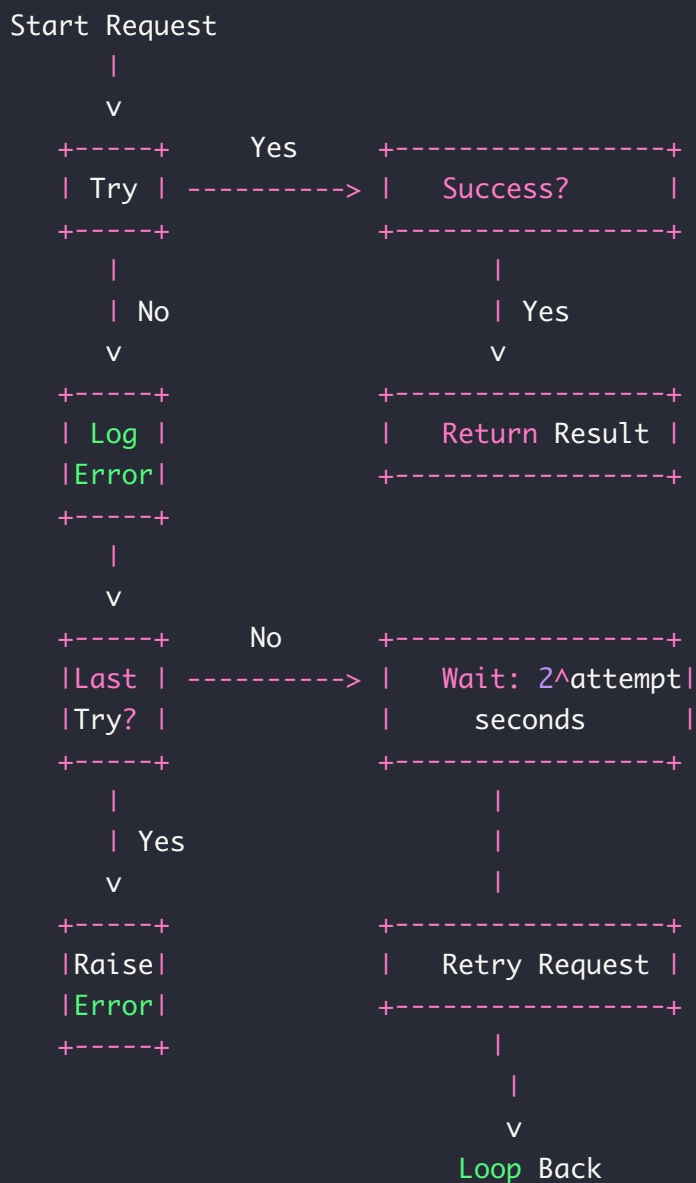 Start Request
       |
       v
   +-----+     Yes     +-----------------+
   | Try | ----------> |   Success?      |
   +-----+             +-----------------+
       |                      |
       | No                   | Yes
       v                      v
   +-----+             +-----------------+
   | Log |             |   Return Result |
   |Error|             +-----------------+
   +-----+
       |
       v
   +-----+     No      +-----------------+
   |Last | ----------> |   Wait: 2^attempt|
   |Try? |             |     seconds      |
   +-----+             +-----------------+
       |                      |
       | Yes                  |
       v                      |
   +-----+             +-----------------+
   |Raise|             |   Retry Request |
   |Error|             +-----------------+
   +-----+                    |
                               |
                               v
                            Loop Back